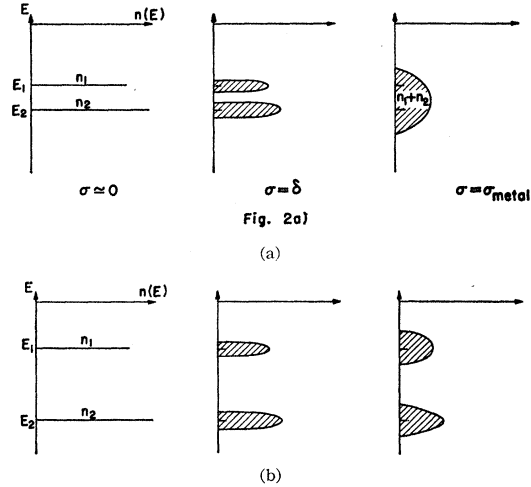 E n(E)
E₁ n₁
E₂ n₂
n₁+n₂
σ ≃ 0 σ = δ σ = σmetal
Fig. 2a)
(a)
E n(E)
E₁ n₁
E₂ n₂
(b)